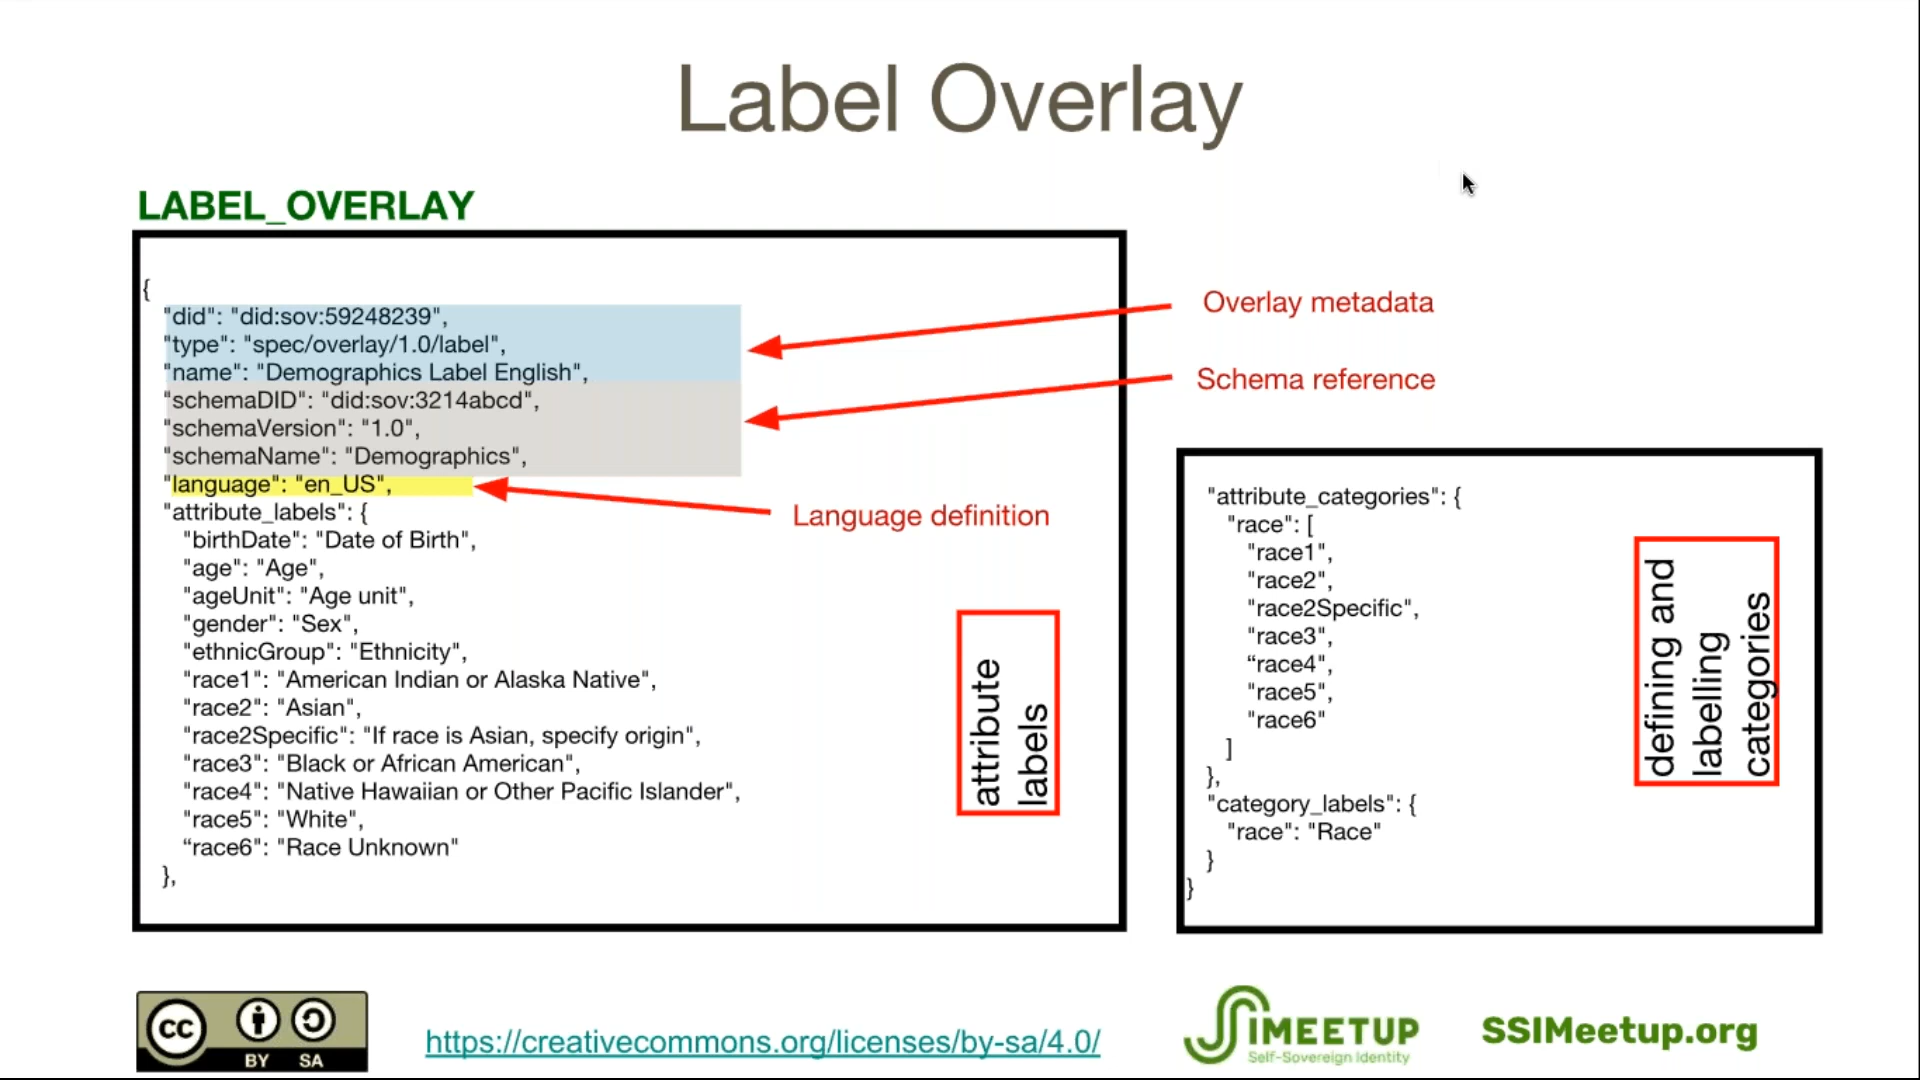 Label Overlay
LABEL_OVERLAY
{
"did": "did:sov:59248239",
"type": "spec/overlay/1.0/label",
"name": "Demographics Label English",
"schemaDID": "did:sov:3214abcd",
"schemaVersion": "1.0",
"schemaName": "Demographics",
"language": "en_US",
"attribute_labels": {
"birthDate": "Date of Birth",
"age": "Age",
"ageUnit": "Age unit",
"gender": "Sex",
"ethnicGroup": "Ethnicity",
"race1": "American Indian or Alaska Native",
"race2": "Asian",
"race2Specific": "If race is Asian, specify origin",
"race3": "Black or African American",
"race4": "Native Hawaiian or Other Pacific Islander",
"race5": "White",
“race6": "Race Unknown"
},
Overlay metadata
Schema reference
Language definition
attribute
labels
"attribute_categories": {
"race": [
"race1",
"race2",
"race2Specific",
"race3",
“race4",
"race5",
"race6"
]
},
"category_labels": {
"race": "Race"
}
}
defining and
labelling
categories
CC
BY SA
https://creativecommons.org/licenses/by-sa/4.0/
SSIMEETUP
Self-Sovereign Identity
SSIMeetup.org